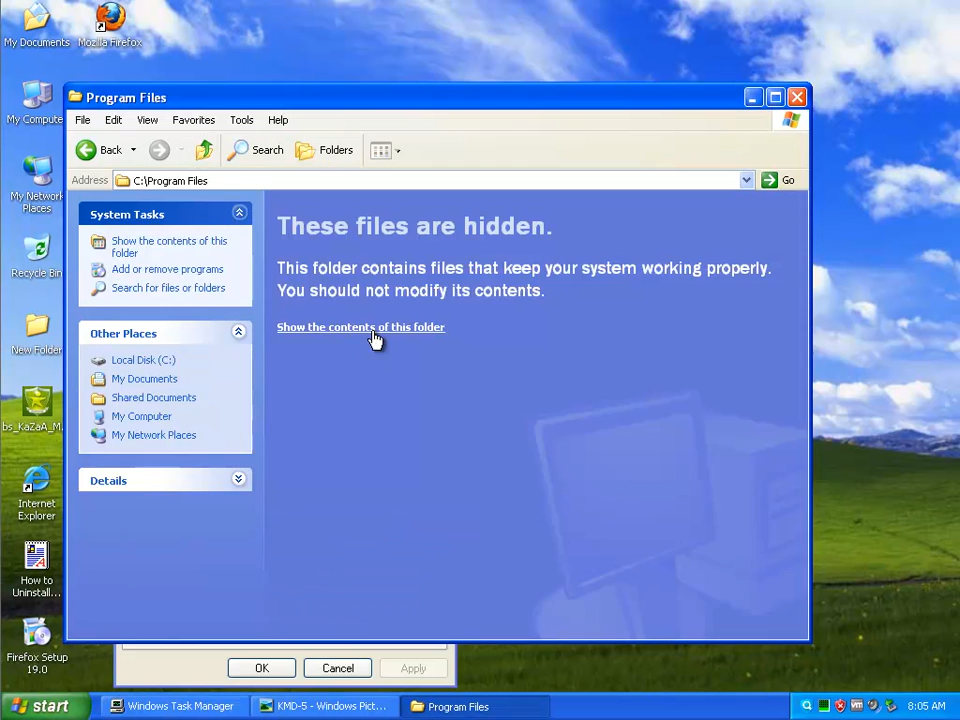 My Documents
Mozilla Firefox
My Compute
My Network
Places
Recycle Bin
New Folder
bs_KaZaA_M
Internet
Explorer
How to
Uninstall...
Firefox Setup
19.0
Program Files
File Edit View Favorites Tools Help
Back Search Folders
Address C:\Program Files Go
System Tasks
Show the contents of this
folder
Add or remove programs
Search for files or folders
Other Places
Local Disk (C:)
My Documents
Shared Documents
My Computer
My Network Places
Details
These files are hidden.
This folder contains files that keep your system working properly.
You should not modify its contents.
Show the contents of this folder
OK Cancel Apply
start Windows Task Manager KMD-5 - Windows Pict... Program Files 8:05 AM